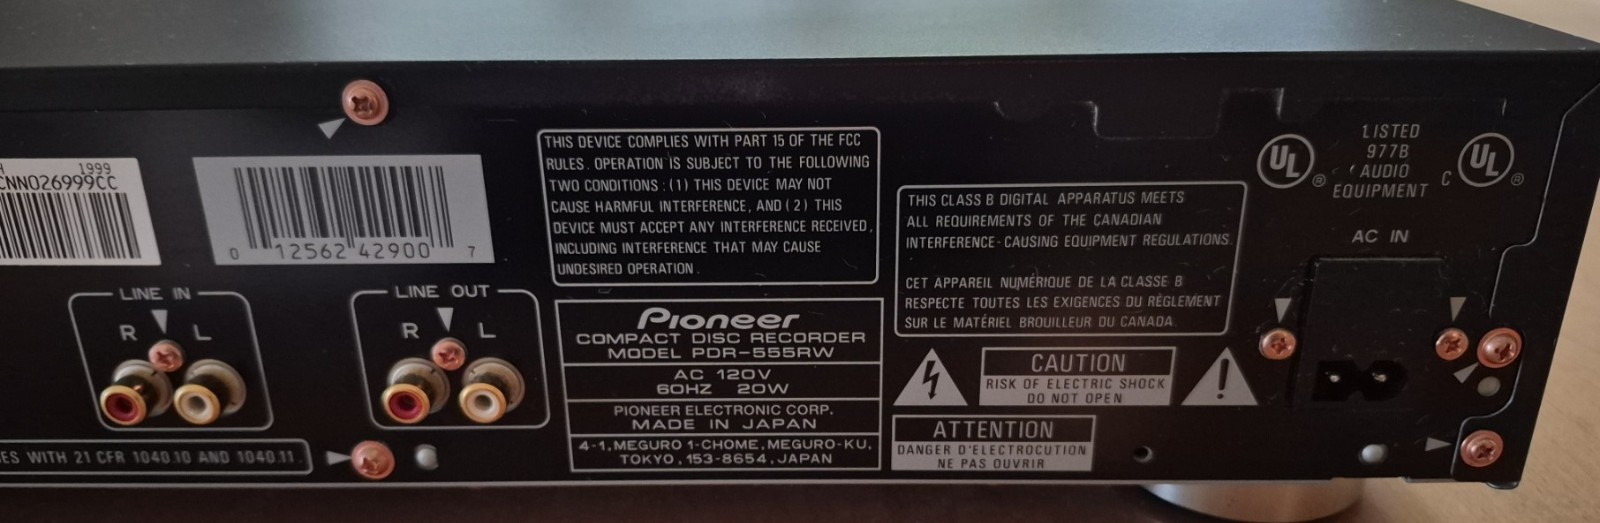 1999
CNN026999CC
0 12562 42900 7
LINE IN
R L
LINE OUT
R L
ES WITH 21 CFR 1040.10 AND 1040.11.
THIS DEVICE COMPLIES WITH PART 15 OF THE FCC
RULES. OPERATION IS SUBJECT TO THE FOLLOWING
TWO CONDITIONS : (1) THIS DEVICE MAY NOT
CAUSE HARMFUL INTERFERENCE, AND (2) THIS
DEVICE MUST ACCEPT ANY INTERFERENCE RECEIVED,
INCLUDING INTERFERENCE THAT MAY CAUSE
UNDESIRED OPERATION.
Pioneer
COMPACT DISC RECORDER
MODEL PDR-555RW
AC 120V
60HZ 20W
PIONEER ELECTRONIC CORP.
MADE IN JAPAN
4-1, MEGURO 1-CHOME, MEGURO-KU,
TOKYO, 153-8654, JAPAN
THIS CLASS B DIGITAL APPARATUS MEETS
ALL REQUIREMENTS OF THE CANADIAN
INTERFERENCE-CAUSING EQUIPMENT REGULATIONS.
CET APPAREIL NUMÉRIQUE DE LA CLASSE B
RESPECTE TOUTES LES EXIGENCES DU RÈGLEMENT
SUR LE MATÉRIEL BROUILLEUR DU CANADA.
CAUTION
RISK OF ELECTRIC SHOCK
DO NOT OPEN
ATTENTION
DANGER D'ELECTROCUTION
NE PAS OUVRIR
UL ®
LISTED
977B
AUDIO
EQUIPMENT
C UL ®
AC IN